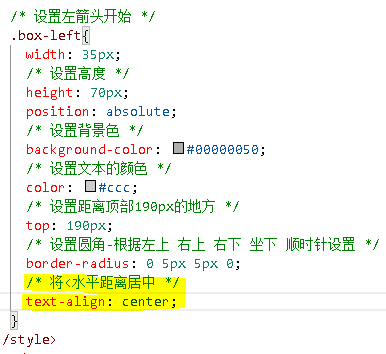 /* 设置左箭头开始 */
.box-left{
width: 35px;
/* 设置高度 */
height: 70px;
position: absolute;
/* 设置背景色 */
background-color: #00000050;
/* 设置文本的颜色 */
color: #ccc;
/* 设置距离顶部190px的地方 */
top: 190px;
/* 设置圆角-根据左上 右上 右下 坐下 顺时针设置 */
border-radius: 0 5px 5px 0;
/* 将<水平距离居中 */
text-align: center;
}
/style>